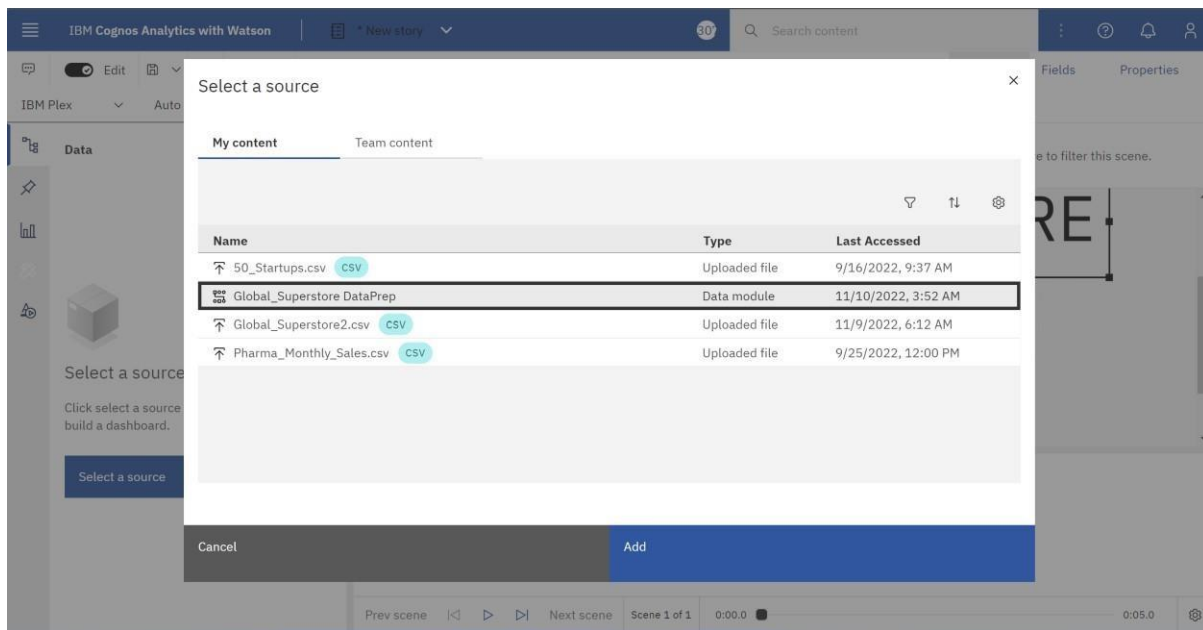 IBM Cognos Analytics with Watson
* New story
30
Search content
Edit
Fields
Properties
IBM Plex
Auto
Select a source
My content
Team content
Data
e to filter this scene.
RE
Name
Type
Last Accessed
50_Startups.csv CSV
Uploaded file
9/16/2022, 9:37 AM
Global_Superstore DataPrep
Data module
11/10/2022, 3:52 AM
Global_Superstore2.csv CSV
Uploaded file
11/9/2022, 6:12 AM
Pharma_Monthly_Sales.csv CSV
Uploaded file
9/25/2022, 12:00 PM
Select a source
Click select a source
build a dashboard.
Select a source
Cancel
Add
Prev scene
Next scene
Scene 1 of 1
0:00.0
0:05.0